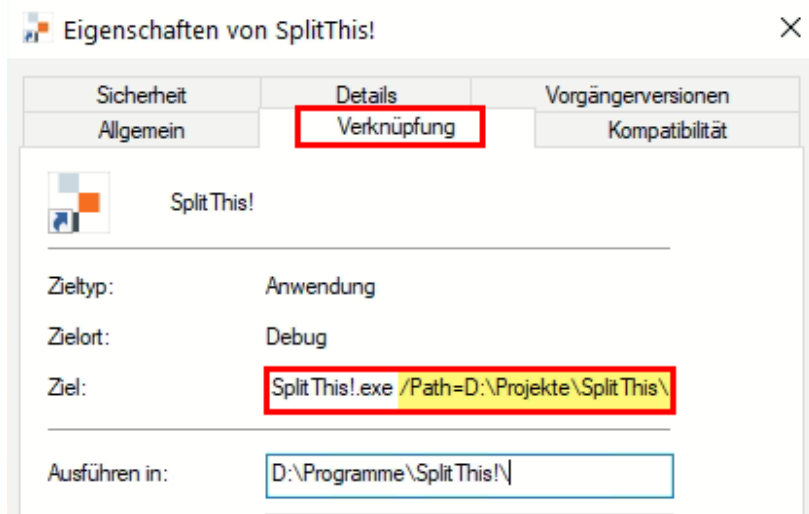 Eigenschaften von SplitThis!
Sicherheit Details Vorgängerversionen
Allgemein Verknüpfung Kompatibilität
SplitThis!
Zieltyp: Anwendung
Zielort: Debug
Ziel: SplitThis!.exe /Path=D:\Projekte\SplitThis\
Ausführen in: D:\Programme\SplitThis!\